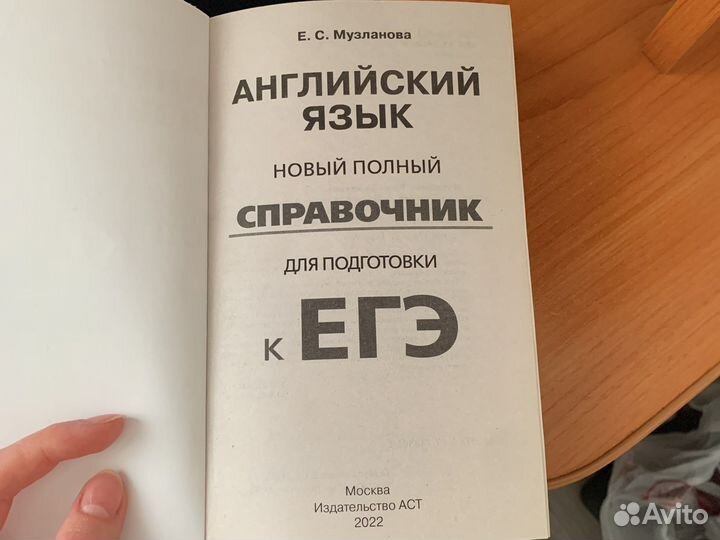 Е. С. Музланова
АНГЛИЙСКИЙ
ЯЗЫК
НОВЫЙ ПОЛНЫЙ
СПРАВОЧНИК
ДЛЯ ПОДГОТОВКИ
К ЕГЭ
Москва
Издательство АСТ
2022
Avito